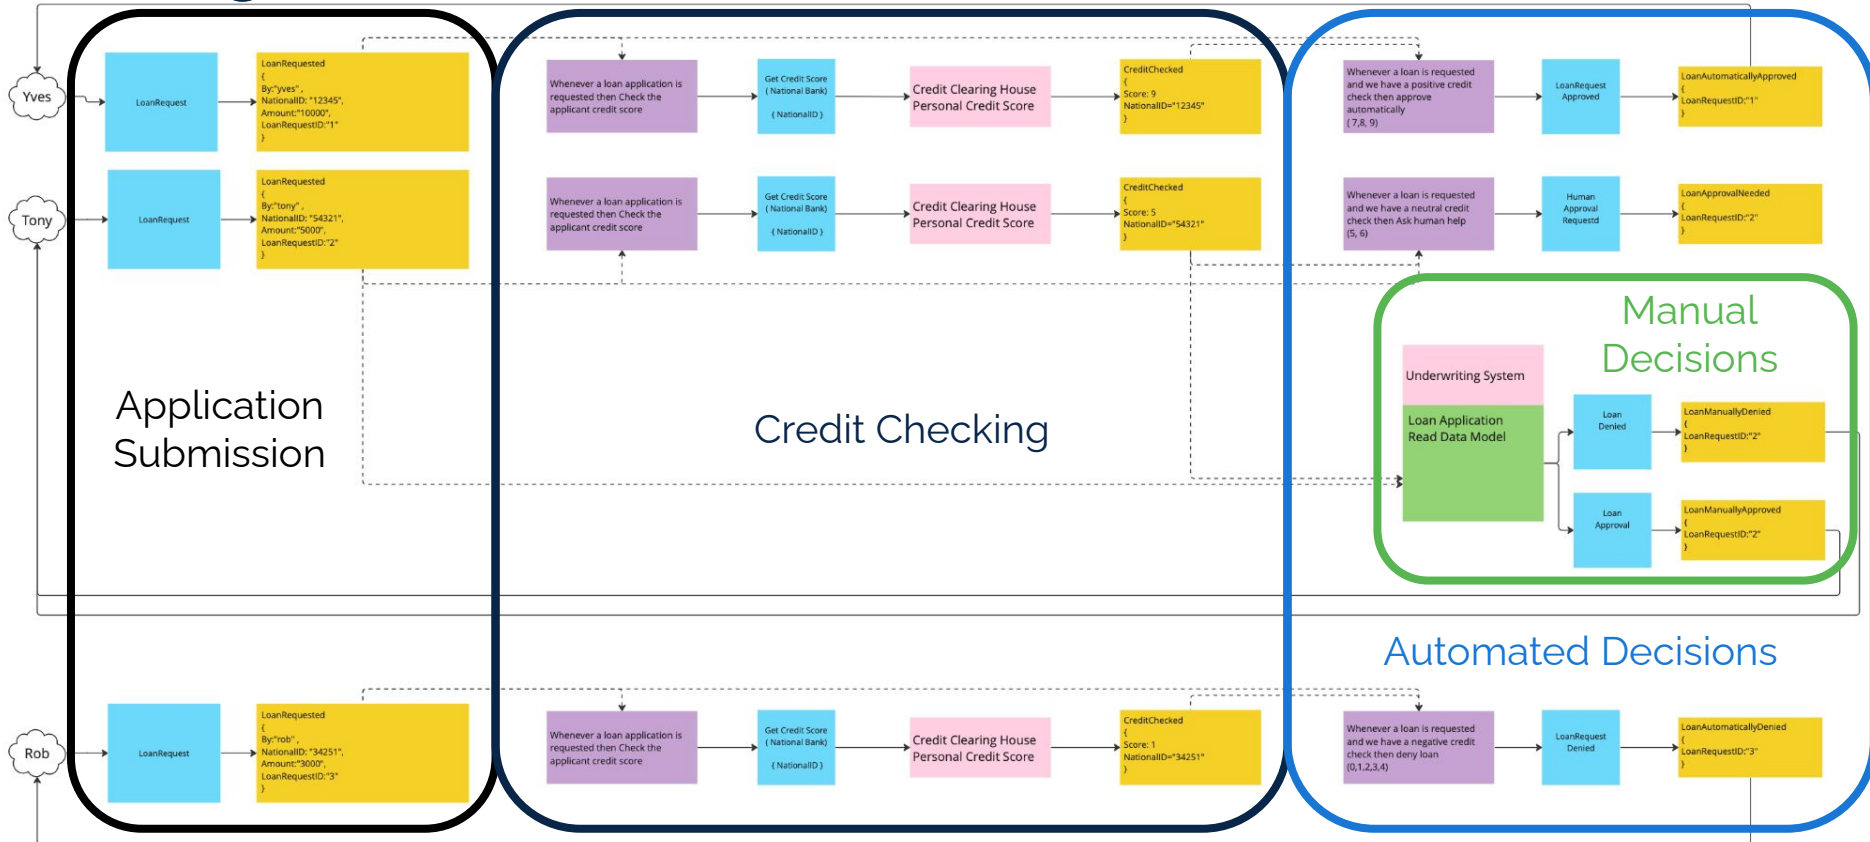 Yves
LoanRequest
LoanRequested
{
By:"yves" ,
NationalID: "12345",
Amount:"10000",
LoanRequestID:"1"
}
Whenever a loan application is
requested then Check the
applicant credit score
Get Credit Score
( National Bank)
{ NationalID }
Credit Clearing House
Personal Credit Score
CreditChecked
{
Score: 9
NationalID="12345"
}
Whenever a loan is requested
and we have a positive credit
check then approve
automatically
( 7,8, 9)
LoanRequest
Approved
LoanAutomaticallyApproved
{
LoanRequestID:"1"
}
Tony
LoanRequest
LoanRequested
{
By:"tony" ,
NationalID: "54321",
Amount:"5000",
LoanRequestID:"2"
}
Whenever a loan application is
requested then Check the
applicant credit score
Get Credit Score
( National Bank)
{ NationalID }
Credit Clearing House
Personal Credit Score
CreditChecked
{
Score: 5
NationalID="54321"
}
Whenever a loan is requested
and we have a neutral credit
check then Ask human help
(5, 6)
Human
Approval
Requestd
LoanApprovalNeeded
{
LoanRequestID:"2"
}
Manual
Decisions
Underwriting System
Loan Application
Read Data Model
Loan
Denied
LoanManuallyDenied
{
LoanRequestID:"2"
}
Loan
Approval
LoanManuallyApproved
{
LoanRequestID:"2"
}
Application
Submission
Credit Checking
Automated Decisions
Rob
LoanRequest
LoanRequested
{
By:"rob" ,
NationalID: "34251",
Amount:"3000",
LoanRequestID:"3"
}
Whenever a loan application is
requested then Check the
applicant credit score
Get Credit Score
( National Bank)
{ NationalID }
Credit Clearing House
Personal Credit Score
CreditChecked
{
Score: 1
NationalID="34251"
}
Whenever a loan is requested
and we have a negative credit
check then deny loan
(0,1,2,3,4)
LoanRequest
Denied
LoanAutomaticallyDenied
{
LoanRequestID:"3"
}